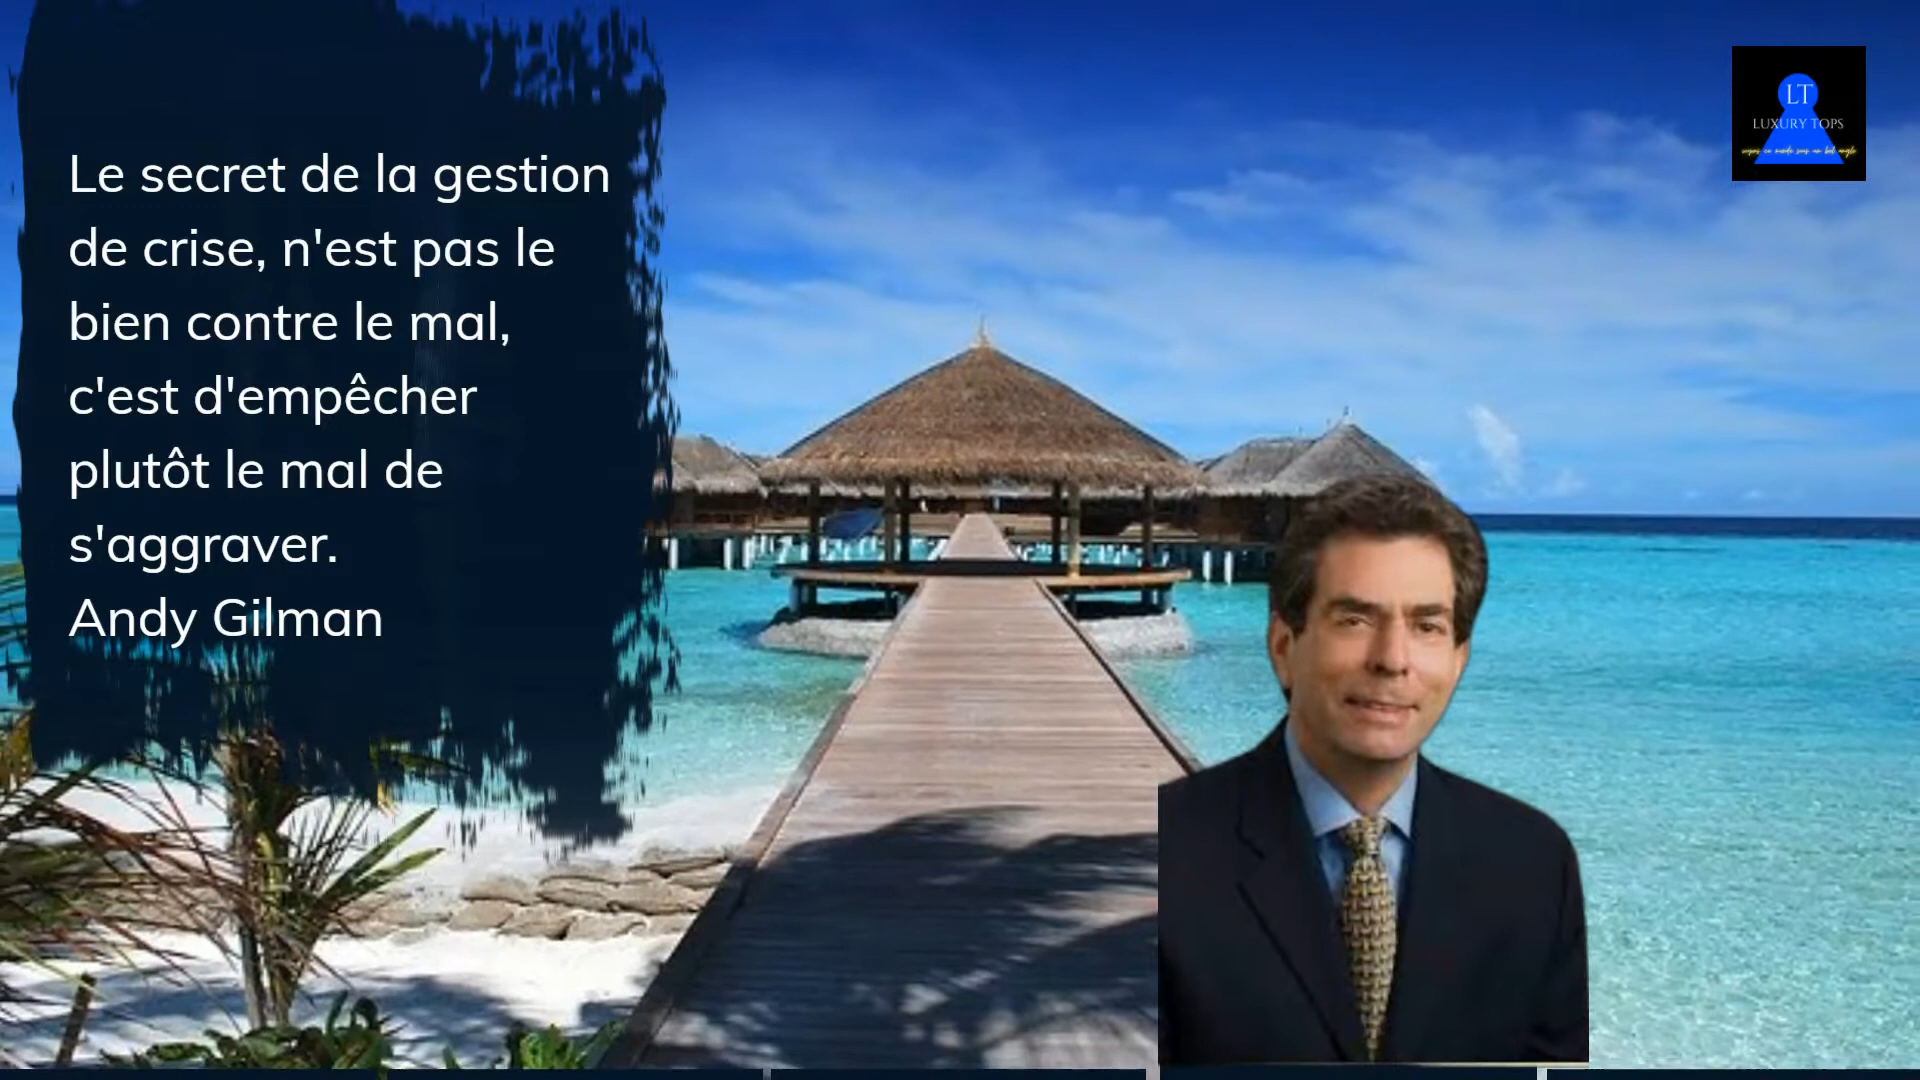 Le secret de la gestion
de crise, n'est pas le
bien contre le mal,
c'est d'empêcher
plutôt le mal de
s'aggraver.
Andy Gilman
LT
LUXURY TOPS